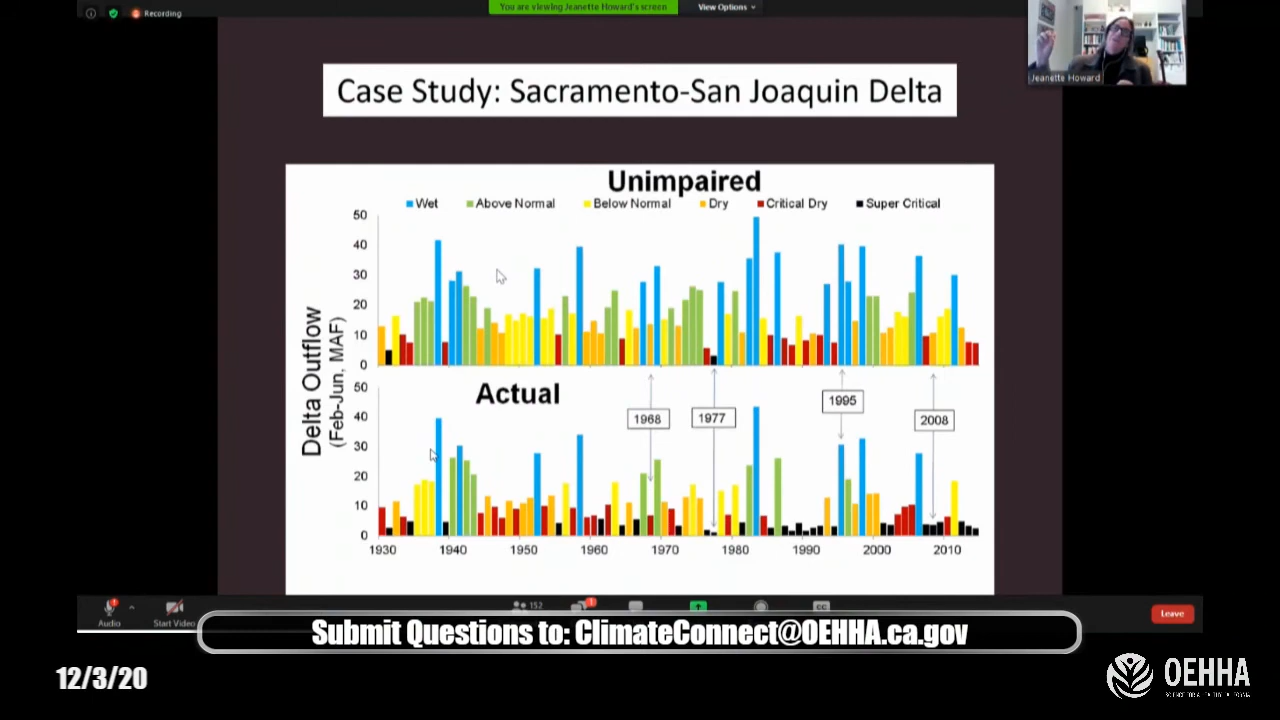 Recording
You are viewing Jeanette Howard's screen
View Options
Jeanette Howard
Case Study: Sacramento-San Joaquin Delta
Unimpaired
Wet Above Normal Below Normal Dry Critical Dry Super Critical
50
40
30
20
10
0
Delta Outflow
(Feb-Jun, MAF)
Actual
50
40
30
20
10
0
1968
1977
1995
2008
1930 1940 1950 1960 1970 1980 1990 2000 2010
Audio
Start Video
152
1
CC
Leave
Submit Questions to: ClimateConnect@OEHHA.ca.gov
12/3/20
OEHHA